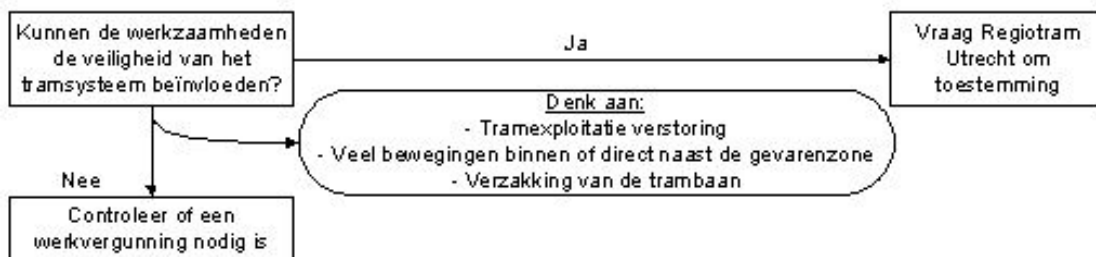 Kunnen de werkzaamheden
de veiligheid van het
tramsysteem beïnvloeden?
Ja
Vraag Regiotram
Utrecht om
toestemming
Denk aan:
- Tramexploitatie verstoring
- Veel bewegingen binnen of direct naast de gevarenzone
- Verzakking van de trambaan
Nee
Controleer of een
werkvergunning nodig is